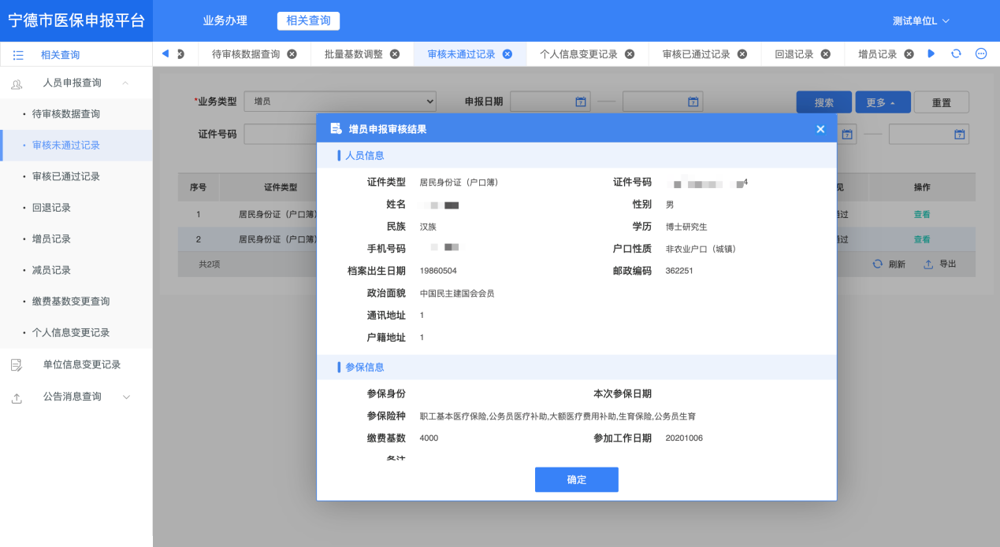 宁德市医保申报平台
业务办理 相关查询 测试单位L
相关查询
待审核数据查询 批量基数调整 审核未通过记录 个人信息变更记录 审核已通过记录 回退记录 增员记录
人员申报查询
待审核数据查询
审核未通过记录
审核已通过记录
回退记录
增员记录
减员记录
缴费基数变更查询
个人信息变更记录
单位信息变更记录
公告消息查询
*业务类型 增员 申报日期 搜索 更多 重置
证件号码
序号 证件类型 见 操作
1 居民身份证（户口簿） 过 查看
2 居民身份证（户口簿） 过 查看
共2项 刷新 导出
增员申报审核结果
人员信息
证件类型 居民身份证（户口簿） 证件号码 4
姓名 性别 男
民族 汉族 学历 博士研究生
手机号码 户口性质 非农业户口（城镇）
档案出生日期 19860504 邮政编码 362251
政治面貌 中国民主建国会会员
通讯地址 1
户籍地址 1
参保信息
参保身份 本次参保日期
参保险种 职工基本医疗保险,公务员医疗补助,大额医疗费用补助,生育保险,公务员生育
缴费基数 4000 参加工作日期 20201006
备注
确定